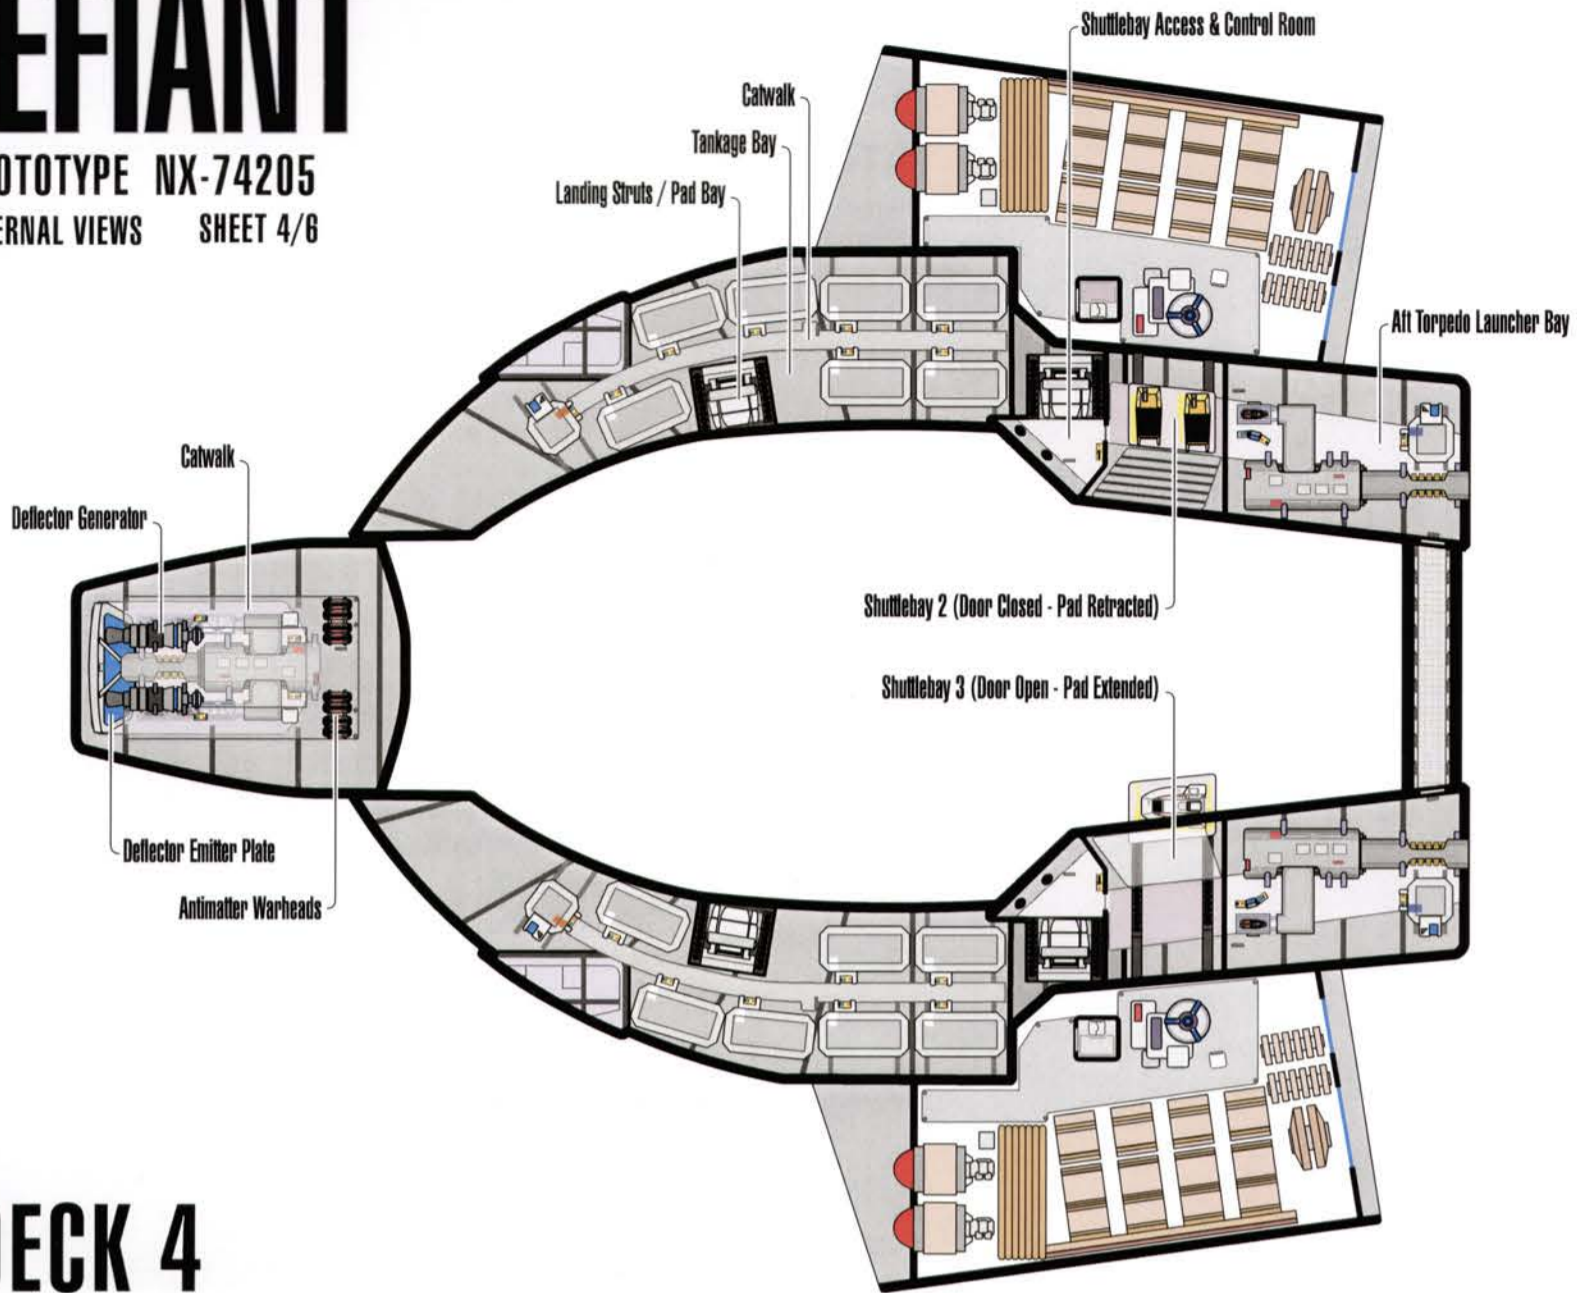 EFIANT
OTOTYPE NX-74205
ERNAL VIEWS SHEET 4/6
Shuttlebay Access & Control Room
Catwalk
Tankage Bay
Landing Struts / Pad Bay
Aft Torpedo Launcher Bay
Catwalk
Deflector Generator
Shuttlebay 2 (Door Closed - Pad Retracted)
Shuttlebay 3 (Door Open - Pad Extended)
Deflector Emitter Plate
Antimatter Warheads
DECK 4